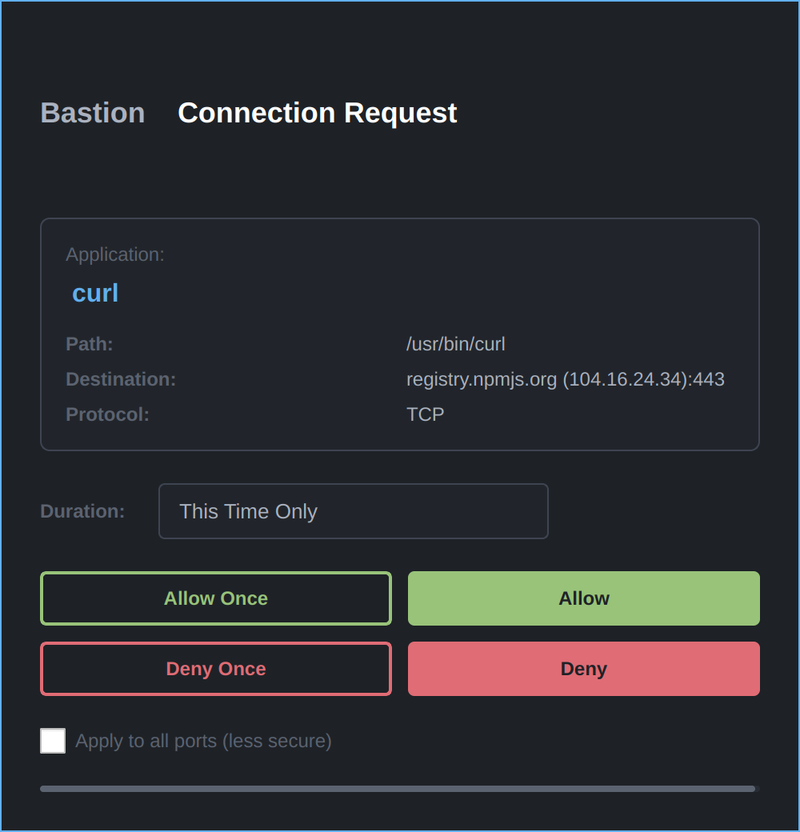 Bastion Connection Request
Application:
curl
Path: /usr/bin/curl
Destination: registry.npmjs.org (104.16.24.34):443
Protocol: TCP
Duration: This Time Only
Allow Once Allow
Deny Once Deny
Apply to all ports (less secure)